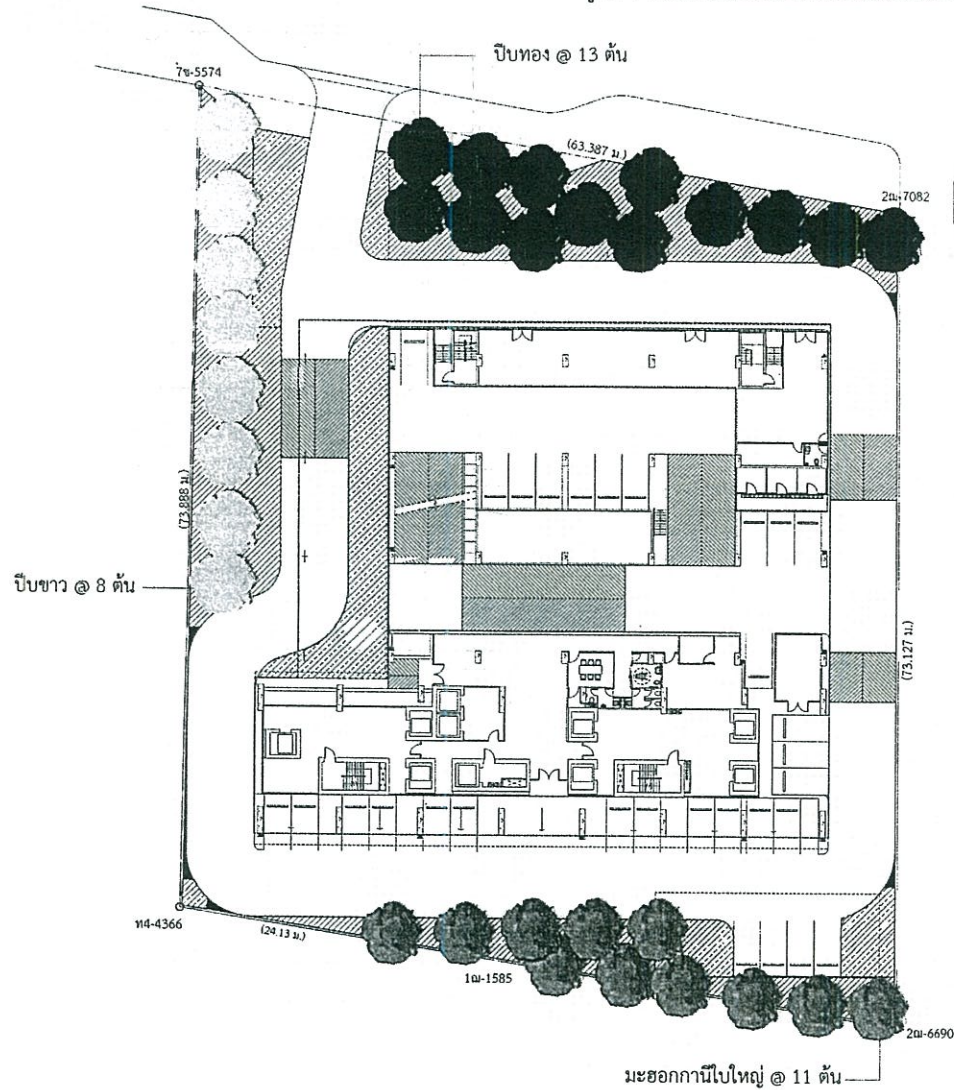 ปีบทอง @ 13 ต้น
7ข-5574
(63.387 ม.)
2ฌ-7082
(73.888 ม.)
ปีบขาว @ 8 ต้น
(73.127 ม.)
ท4-4366
(24.13 ม.)
1ฌ-1585
2ฌ-6690
มะฮอกกานีใบใหญ่ @ 11 ต้น